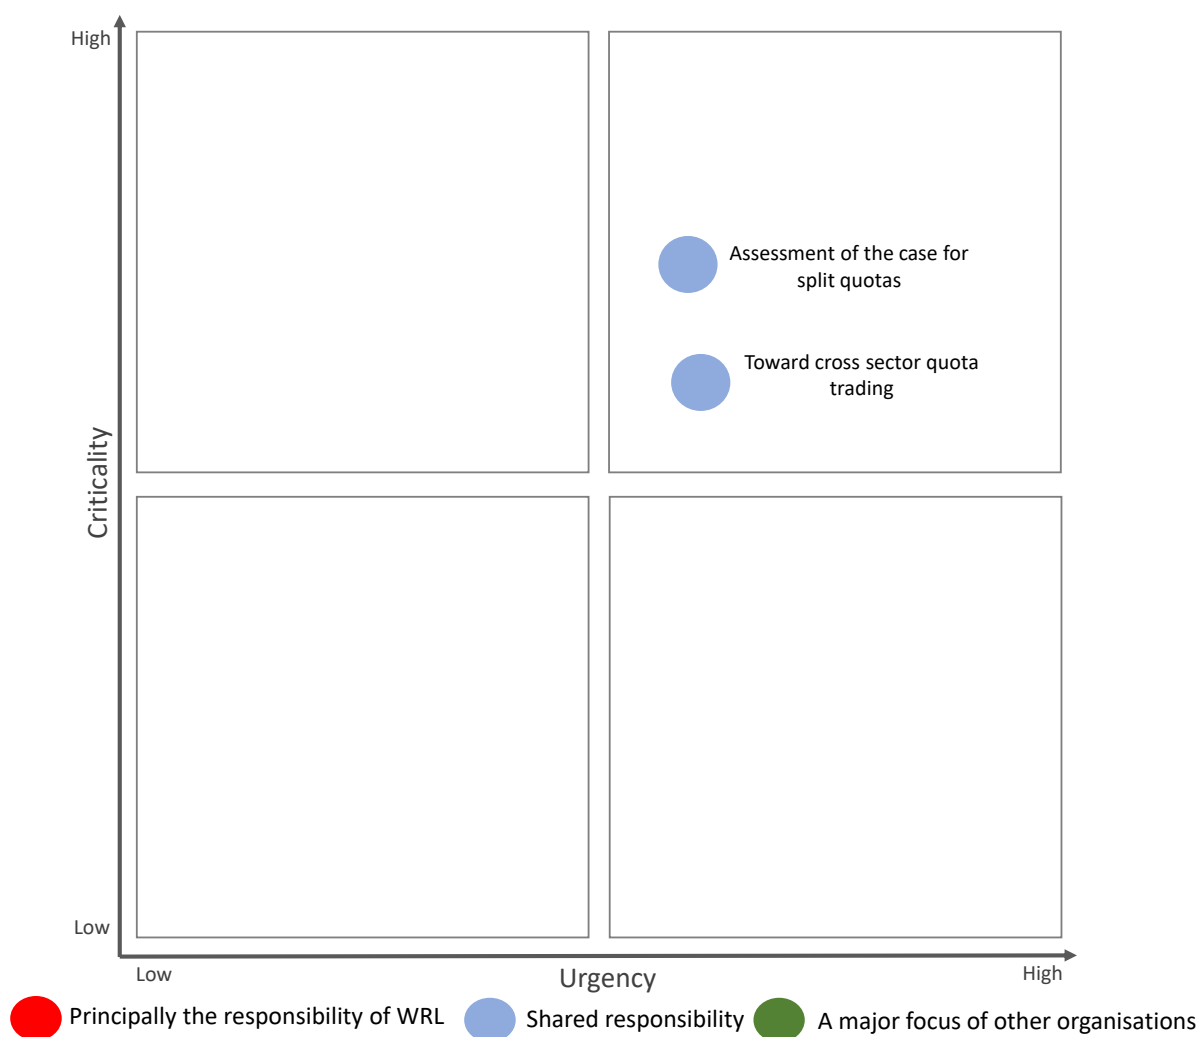 High
Assessment of the case for
split quotas
Toward cross sector quota
trading
Criticality
Low
Low
Urgency
High
Principally the responsibility of WRL
Shared responsibility
A major focus of other organisations